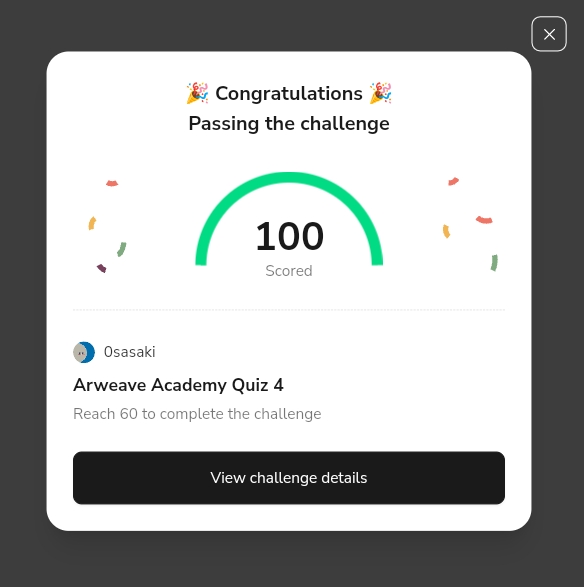 🎉 Congratulations 🎉
Passing the challenge
100
Scored
0sasaki
Arweave Academy Quiz 4
Reach 60 to complete the challenge
View challenge details